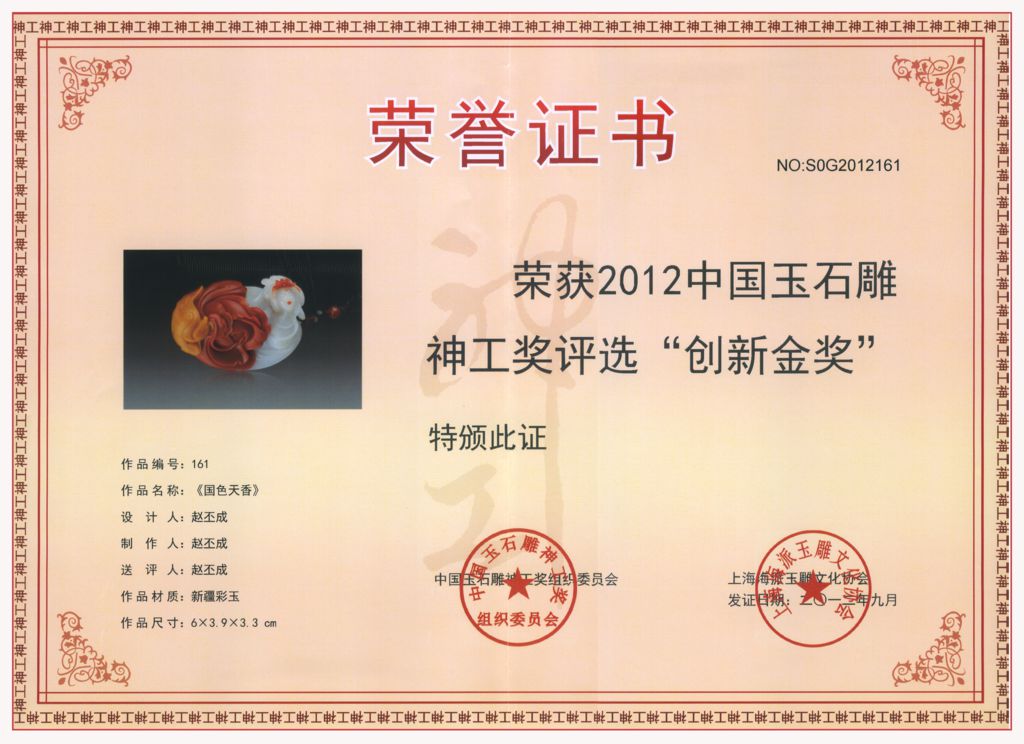 荣誉证书
NO:S0G2012161
荣获2012中国玉石雕
神工奖评选“创新金奖”
特颁此证
作品编号：161
作品名称：《国色天香》
设计人：赵丕成
制作人：赵丕成
送评人：赵丕成
作品材质：新疆彩玉
作品尺寸：6×3.9×3.3 cm
中国玉石雕神工奖组织委员会
中国玉石雕神工奖
组织委员会
上海海派玉雕文化协会
发证日期：二〇一二年九月
上海海派玉雕文化协会
神工